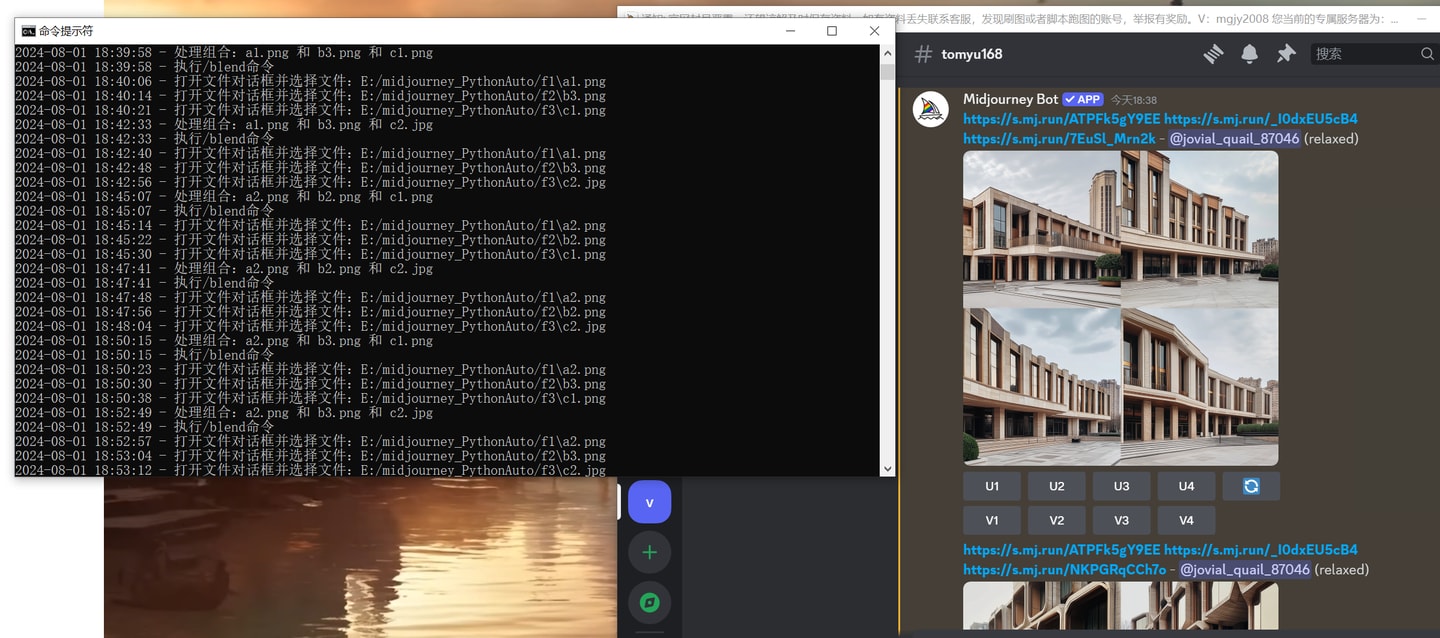 命令提示符
2024-08-01 18:39:58 - 处理组合: a1.png 和 b3.png 和 c1.png
2024-08-01 18:39:58 - 执行/blend命令
2024-08-01 18:40:06 - 打开文件对话框并选择文件: E:/midjourney_PythonAuto/f1\a1.png
2024-08-01 18:40:14 - 打开文件对话框并选择文件: E:/midjourney_PythonAuto/f2\b3.png
2024-08-01 18:40:21 - 打开文件对话框并选择文件: E:/midjourney_PythonAuto/f3\c1.png
2024-08-01 18:42:33 - 处理组合: a1.png 和 b3.png 和 c2.jpg
2024-08-01 18:42:33 - 执行/blend命令
2024-08-01 18:42:40 - 打开文件对话框并选择文件: E:/midjourney_PythonAuto/f1\a1.png
2024-08-01 18:42:48 - 打开文件对话框并选择文件: E:/midjourney_PythonAuto/f2\b3.png
2024-08-01 18:42:56 - 打开文件对话框并选择文件: E:/midjourney_PythonAuto/f3\c2.jpg
2024-08-01 18:45:07 - 处理组合: a2.png 和 b2.png 和 c1.png
2024-08-01 18:45:07 - 执行/blend命令
2024-08-01 18:45:14 - 打开文件对话框并选择文件: E:/midjourney_PythonAuto/f1\a2.png
2024-08-01 18:45:22 - 打开文件对话框并选择文件: E:/midjourney_PythonAuto/f2\b2.png
2024-08-01 18:45:30 - 打开文件对话框并选择文件: E:/midjourney_PythonAuto/f3\c1.png
2024-08-01 18:47:41 - 处理组合: a2.png 和 b2.png 和 c2.jpg
2024-08-01 18:47:41 - 执行/blend命令
2024-08-01 18:47:48 - 打开文件对话框并选择文件: E:/midjourney_PythonAuto/f1\a2.png
2024-08-01 18:47:56 - 打开文件对话框并选择文件: E:/midjourney_PythonAuto/f2\b2.png
2024-08-01 18:48:04 - 打开文件对话框并选择文件: E:/midjourney_PythonAuto/f3\c2.jpg
2024-08-01 18:50:15 - 处理组合: a2.png 和 b3.png 和 c1.png
2024-08-01 18:50:15 - 执行/blend命令
2024-08-01 18:50:23 - 打开文件对话框并选择文件: E:/midjourney_PythonAuto/f1\a2.png
2024-08-01 18:50:30 - 打开文件对话框并选择文件: E:/midjourney_PythonAuto/f2\b3.png
2024-08-01 18:50:38 - 打开文件对话框并选择文件: E:/midjourney_PythonAuto/f3\c1.png
2024-08-01 18:52:49 - 处理组合: a2.png 和 b3.png 和 c2.jpg
2024-08-01 18:52:49 - 执行/blend命令
2024-08-01 18:52:57 - 打开文件对话框并选择文件: E:/midjourney_PythonAuto/f1\a2.png
2024-08-01 18:53:04 - 打开文件对话框并选择文件: E:/midjourney_PythonAuto/f2\b3.png
2024-08-01 18:53:12 - 打开文件对话框并选择文件: E:/midjourney_PythonAuto/f3\c2.jpg
料丢失联系客服，发现刷图或者脚本跑图的账号，举报有奖励。V：mgjy2008 您当前的专属服务器为：...
tomyu168
搜索
Midjourney Bot APP 今天18:38
https://s.mj.run/ATPFk5gY9EE https://s.mj.run/_I0dxEU5cB4
https://s.mj.run/7EuSl_Mrn2k - @jovial_quail_87046 (relaxed)
U1 U2 U3 U4
V1 V2 V3 V4
https://s.mj.run/ATPFk5gY9EE https://s.mj.run/_I0dxEU5cB4
https://s.mj.run/NKPGRqCCh7o - @jovial_quail_87046 (relaxed)
V